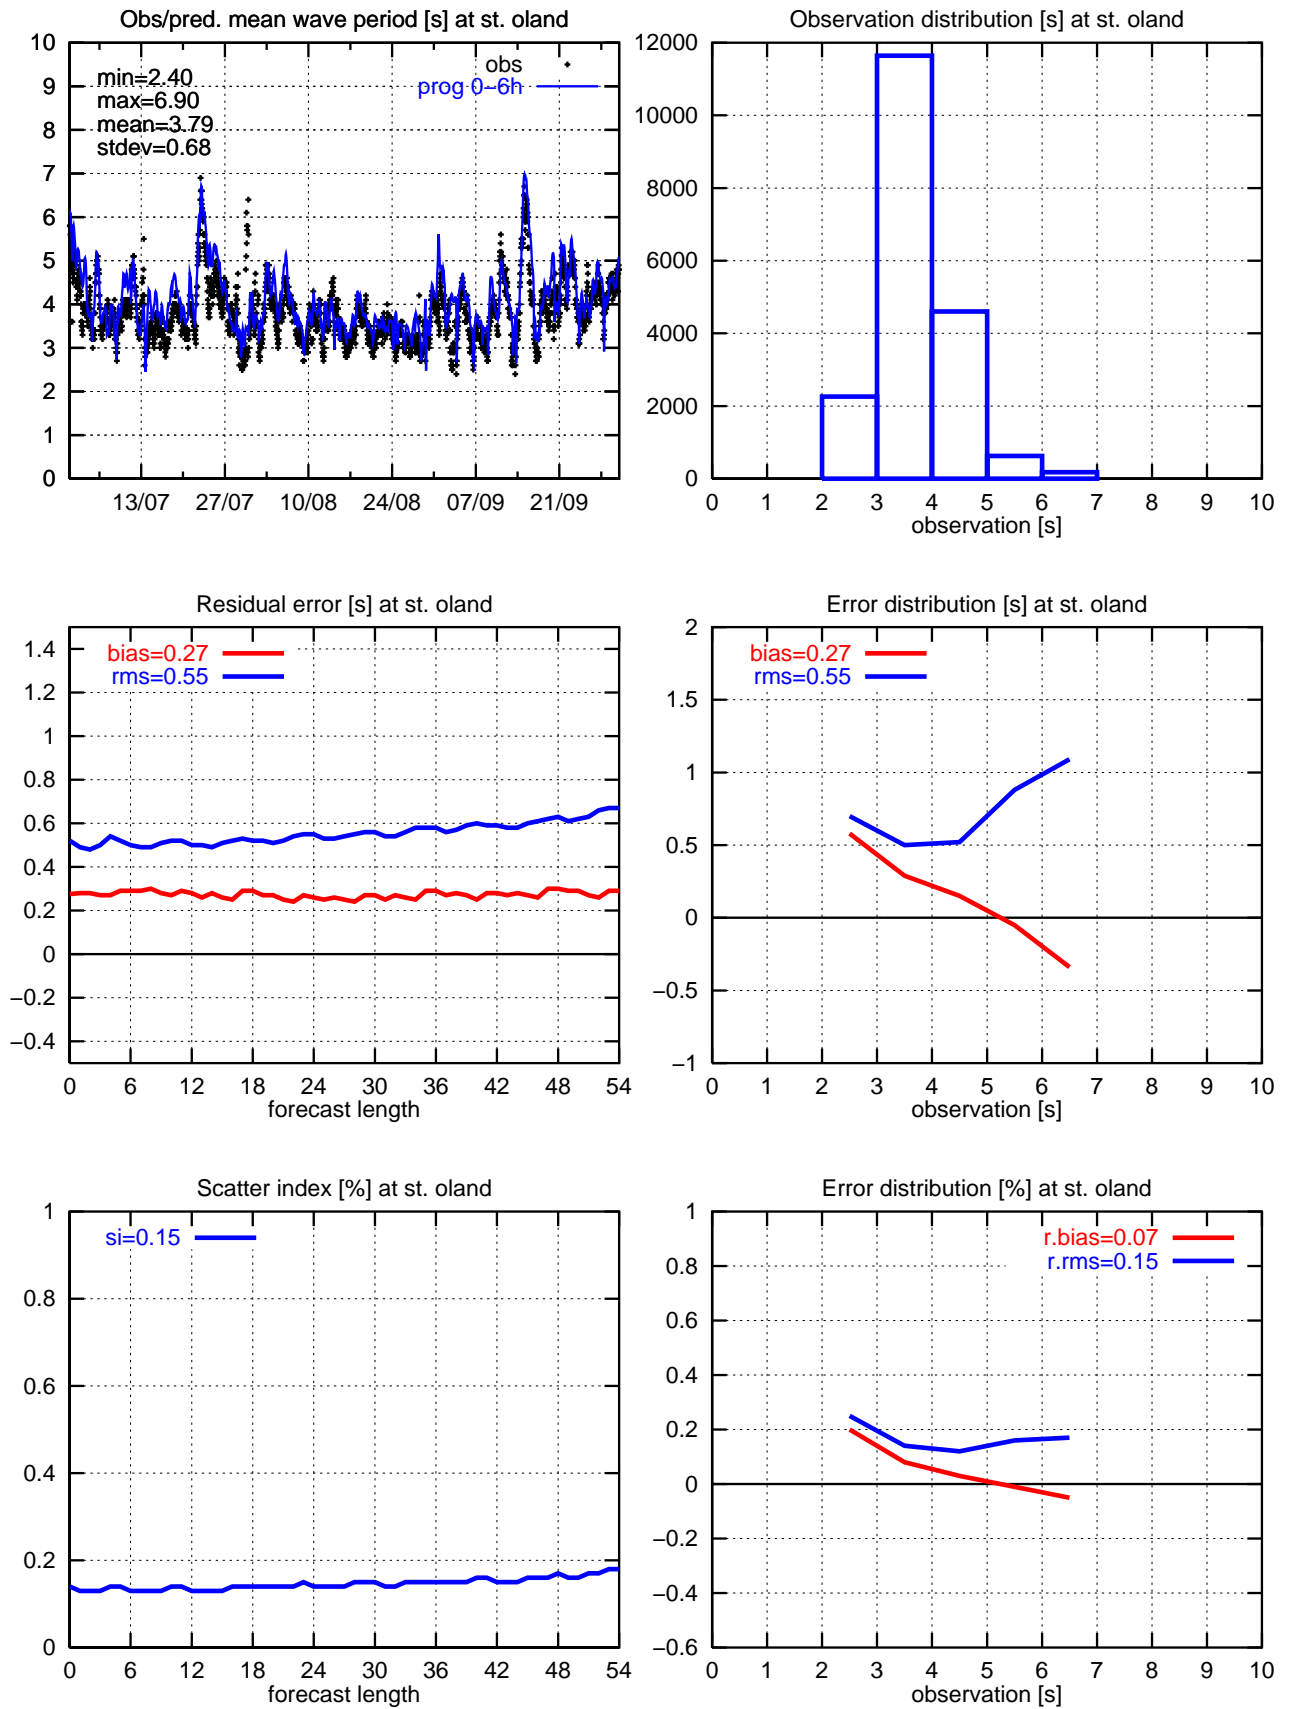 Obs/pred. mean wave period [s] at st. oland
10
9
8
7
6
5
4
3
2
1
0
min=2.40
max=6.90
mean=3.79
stdev=0.68
obs
prog 0−6h
13/07 27/07 10/08 24/08 07/09 21/09
Observation distribution [s] at st. oland
12000
10000
8000
6000
4000
2000
0
0 1 2 3 4 5 6 7 8 9 10
observation [s]
Residual error [s] at st. oland
1.4
1.2
1
0.8
0.6
0.4
0.2
0
−0.2
−0.4
bias=0.27
rms=0.55
0 6 12 18 24 30 36 42 48 54
forecast length
Error distribution [s] at st. oland
2
1.5
1
0.5
0
−0.5
−1
bias=0.27
rms=0.55
0 1 2 3 4 5 6 7 8 9 10
observation [s]
Scatter index [%] at st. oland
1
0.8
0.6
0.4
0.2
0
si=0.15
0 6 12 18 24 30 36 42 48 54
forecast length
Error distribution [%] at st. oland
1
0.8
0.6
0.4
0.2
0
−0.2
−0.4
−0.6
r.bias=0.07
r.rms=0.15
0 1 2 3 4 5 6 7 8 9 10
observation [s]